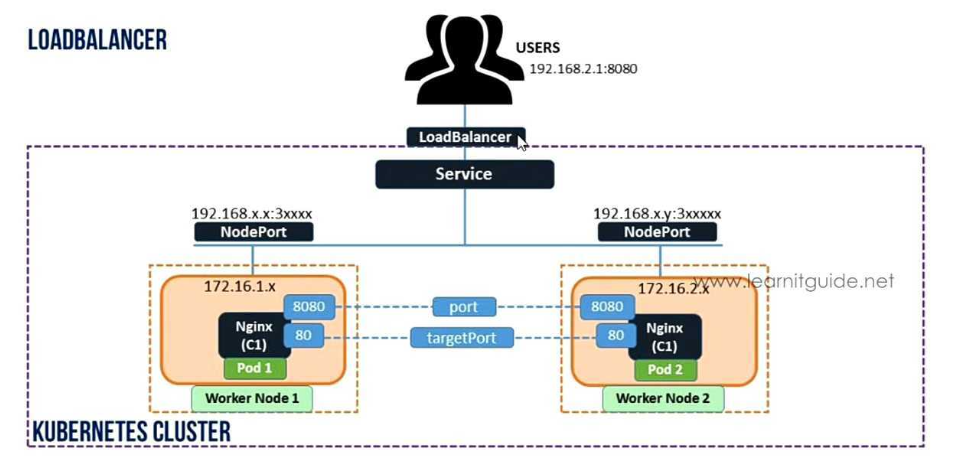 LOADBALANCER
USERS
192.168.2.1:8080
LoadBalancer
Service
192.168.x.x:3xxxx
NodePort
192.168.x.y:3xxxxx
NodePort
www.learnitguide.net
172.16.1.x
172.16.2.x
8080
port
8080
Nginx
(C1)
80
targetPort
80
Nginx
(C1)
Pod 1
Pod 2
Worker Node 1
Worker Node 2
KUBERNETES CLUSTER